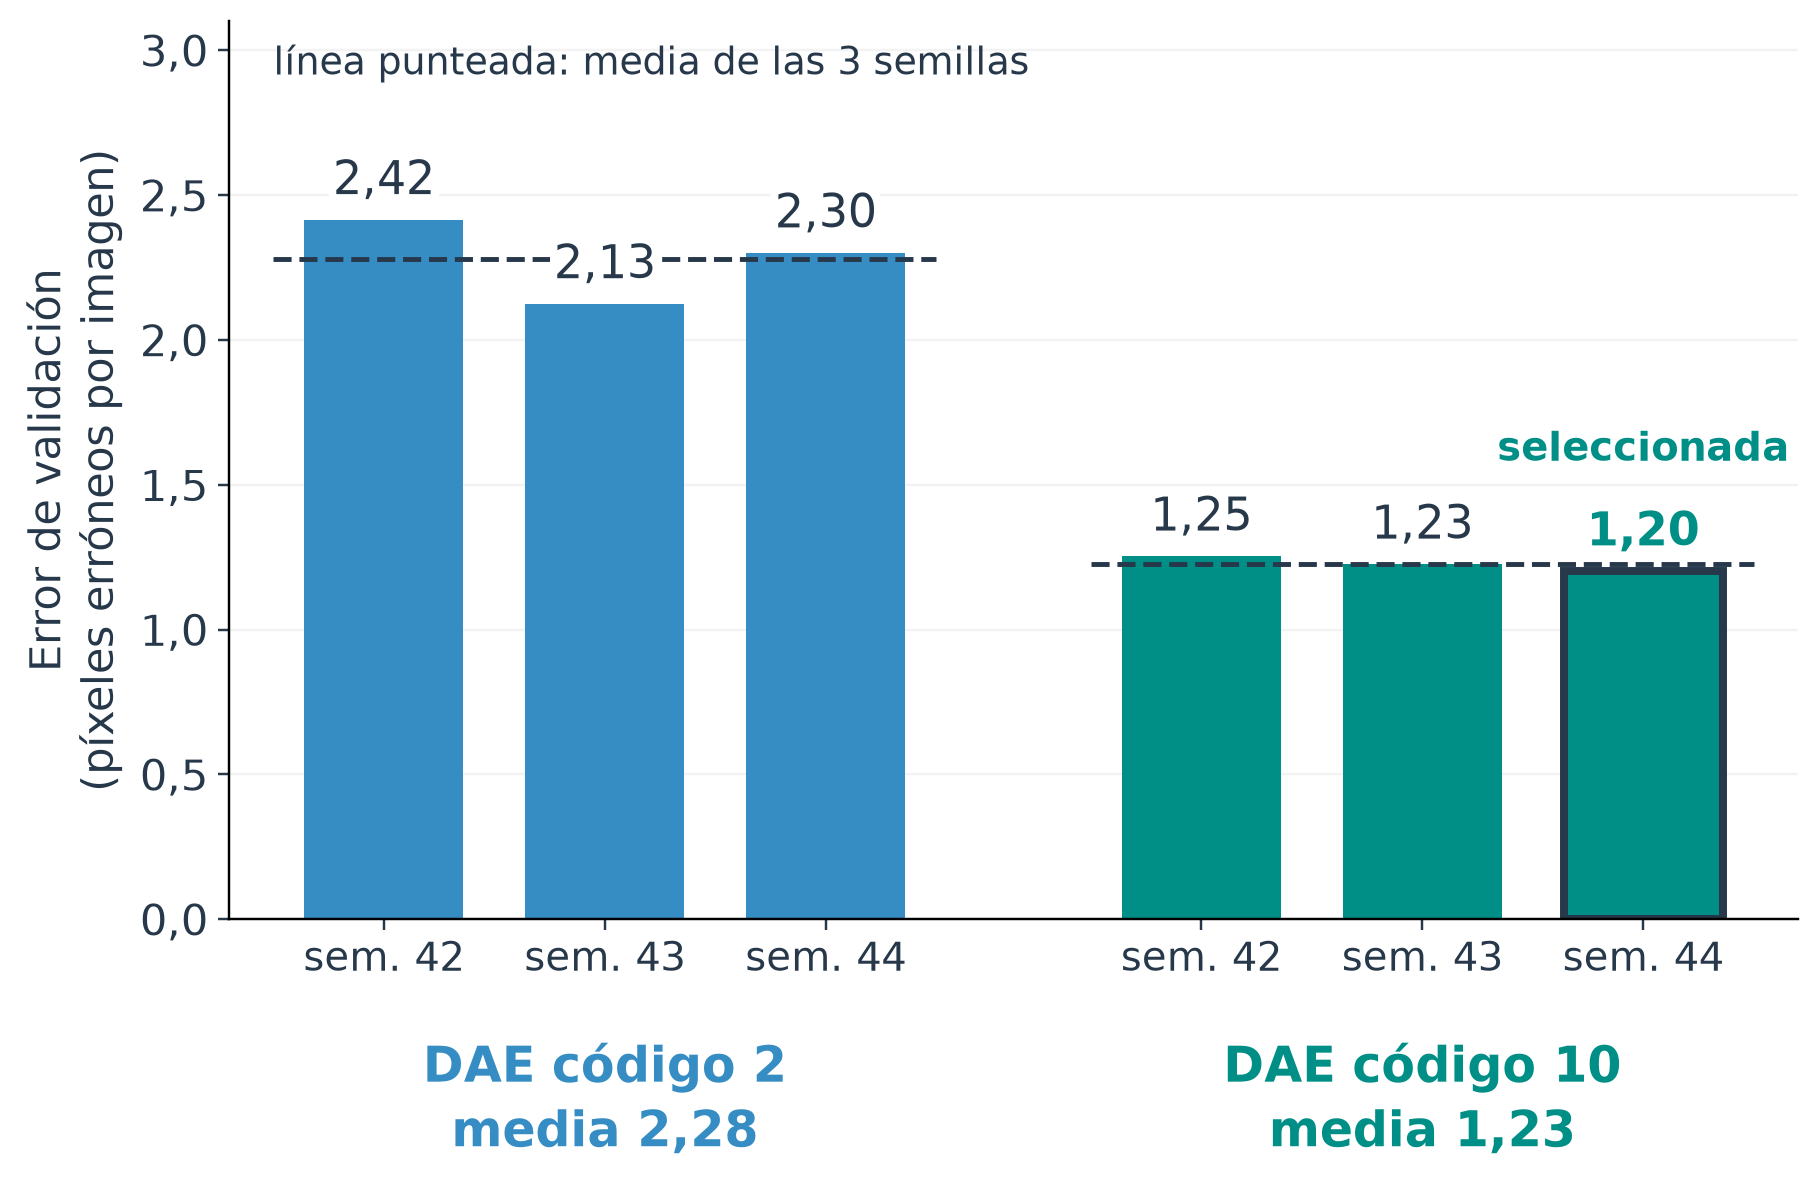 línea punteada: media de las 3 semillas
Error de validación
(píxeles erróneos por imagen)
3,0
2,5
2,0
1,5
1,0
0,5
0,0
2,42
2,13
2,30
seleccionada
1,25
1,23
1,20
sem. 42
sem. 43
sem. 44
sem. 42
sem. 43
sem. 44
DAE código 2
media 2,28
DAE código 10
media 1,23